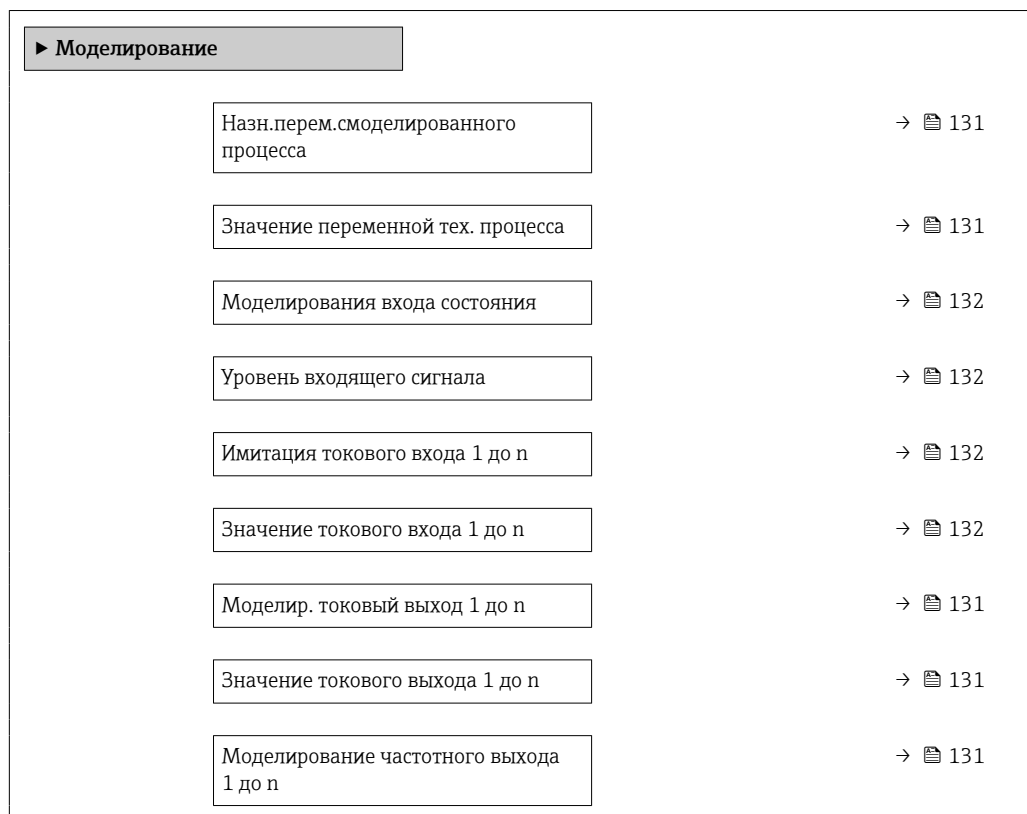 ▶ Моделирование
Назн.перем.смоделированного → 131
процесса
Значение переменной тех. процесса → 131
Моделирования входа состояния → 132
Уровень входящего сигнала → 132
Имитация токового входа 1 до n → 132
Значение токового входа 1 до n → 132
Моделир. токовый выход 1 до n → 131
Значение токового выхода 1 до n → 131
Моделирование частотного выхода → 131
1 до n